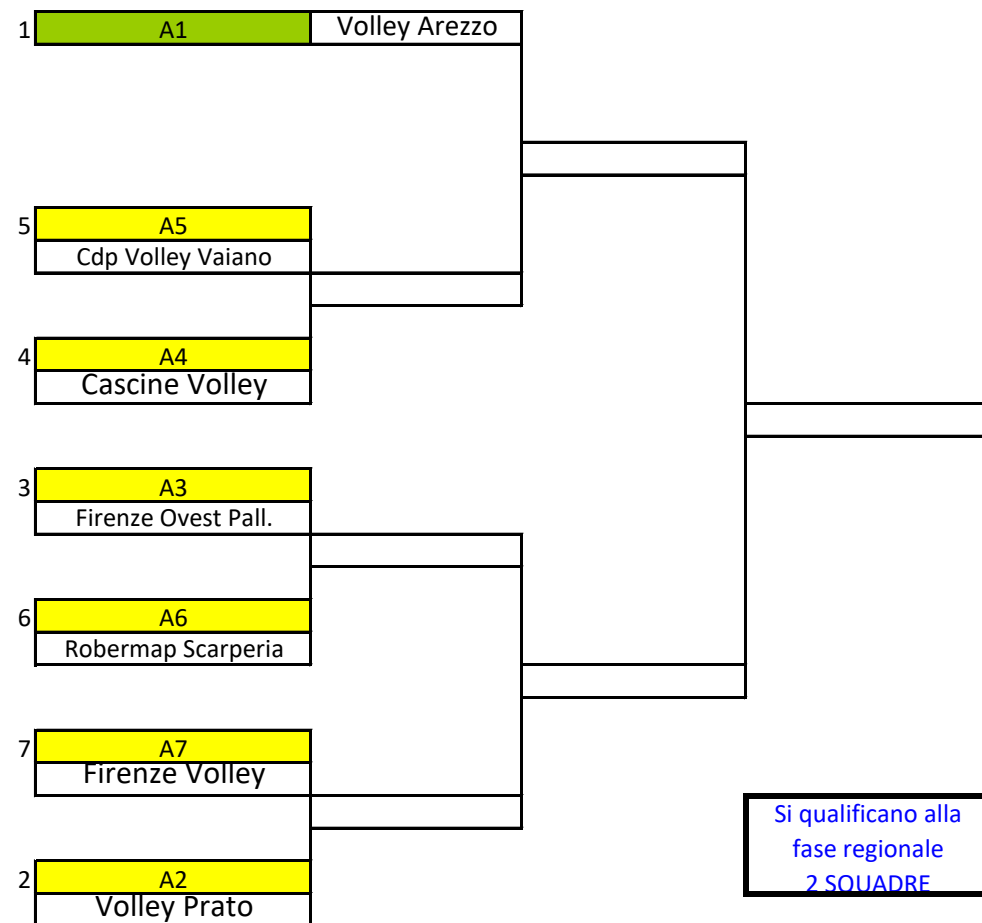 1 A1 Volley Arezzo
5 A5
Cdp Volley Vaiano
4 A4
Cascine Volley
3 A3
Firenze Ovest Pall.
6 A6
Robermap Scarperia
7 A7
Firenze Volley
2 A2
Volley Prato
Si qualificano alla
fase regionale
2 SQUADRE